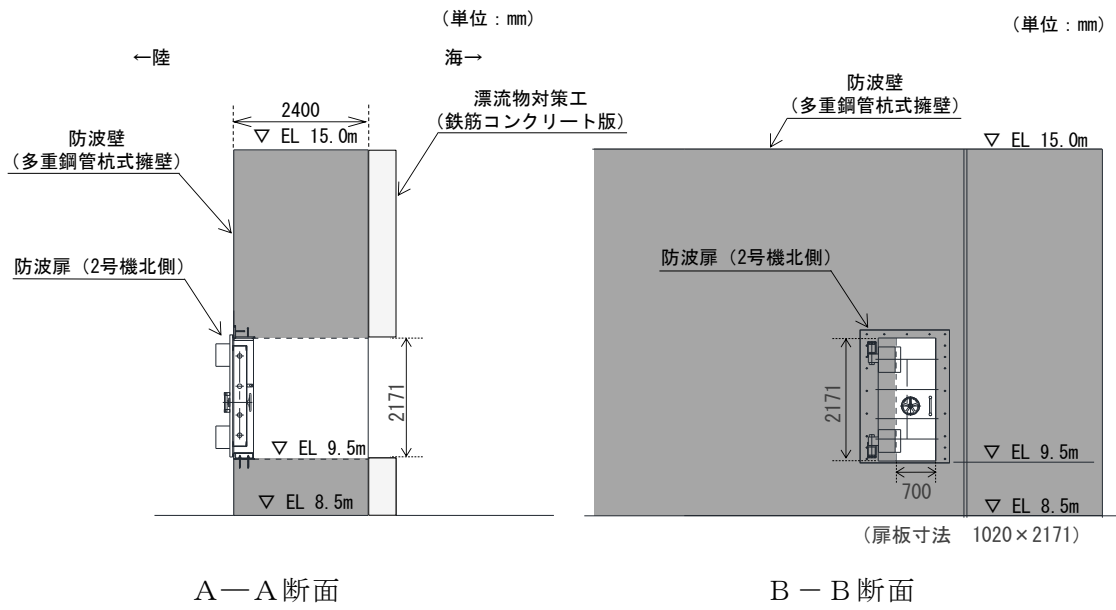 (単位：mm)
←陸
海→
漂流物対策工
(鉄筋コンクリート版)
2400
▽ EL 15.0m
防波壁
(多重鋼管杭式擁壁)
防波扉（2号機北側）
2171
▽ EL 9.5m
▽ EL 8.5m
A―A断面
(単位：mm)
防波壁
(多重鋼管杭式擁壁)
▽ EL 15.0m
防波扉（2号機北側）
2171
▽ EL 9.5m
700
▽ EL 8.5m
(扉板寸法　1020×2171)
B－B断面